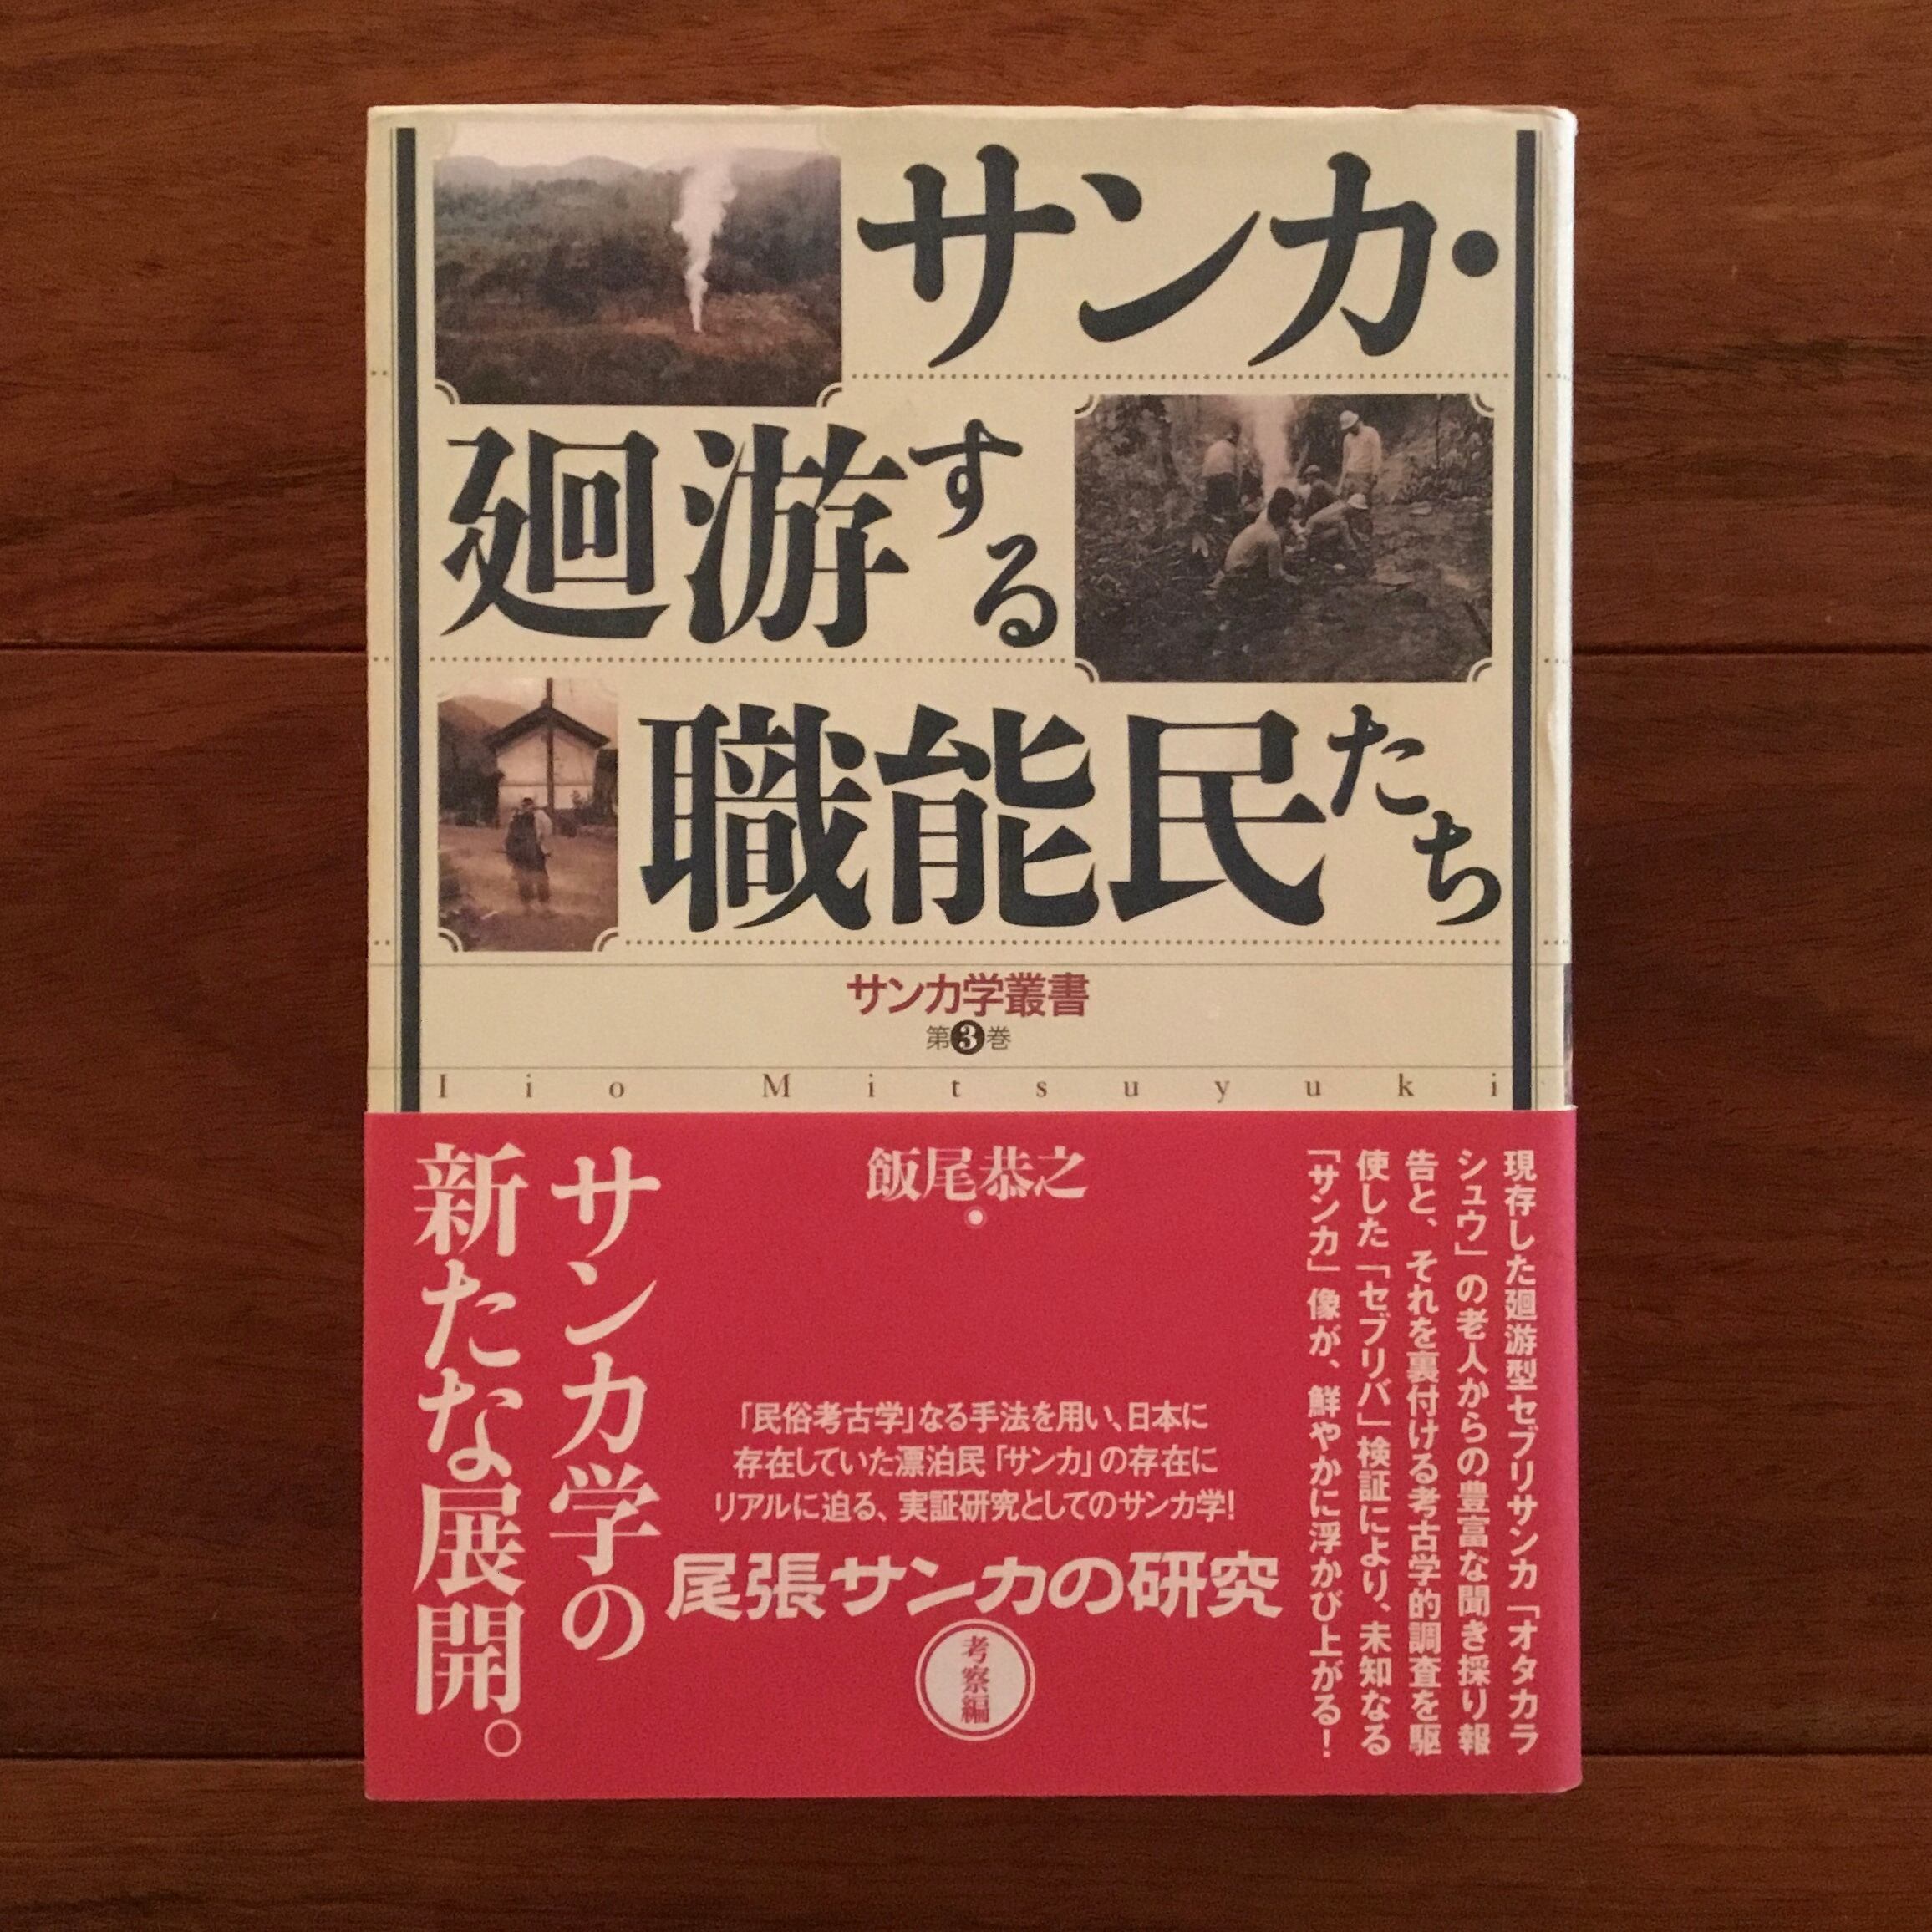 サンカ・
廻游する
職能民たち
サンカ学叢書
第3巻
Iio Mitsuyuki
現存した廻游型セブリサンカ「オタカラ
シュウ」の老人からの豊富な聞き採り報
告と、それを裏付ける考古学的調査を駆
使した「セブリバ」検証により、未知なる
「サンカ」像が、鮮やかに浮かび上がる！
飯尾恭之
「民俗考古学」なる手法を用い、日本に
存在していた漂泊民「サンカ」の存在に
リアルに迫る、実証研究としてのサンカ学!
尾張サンカの研究
考察編
サンカ学の
新たな展開。